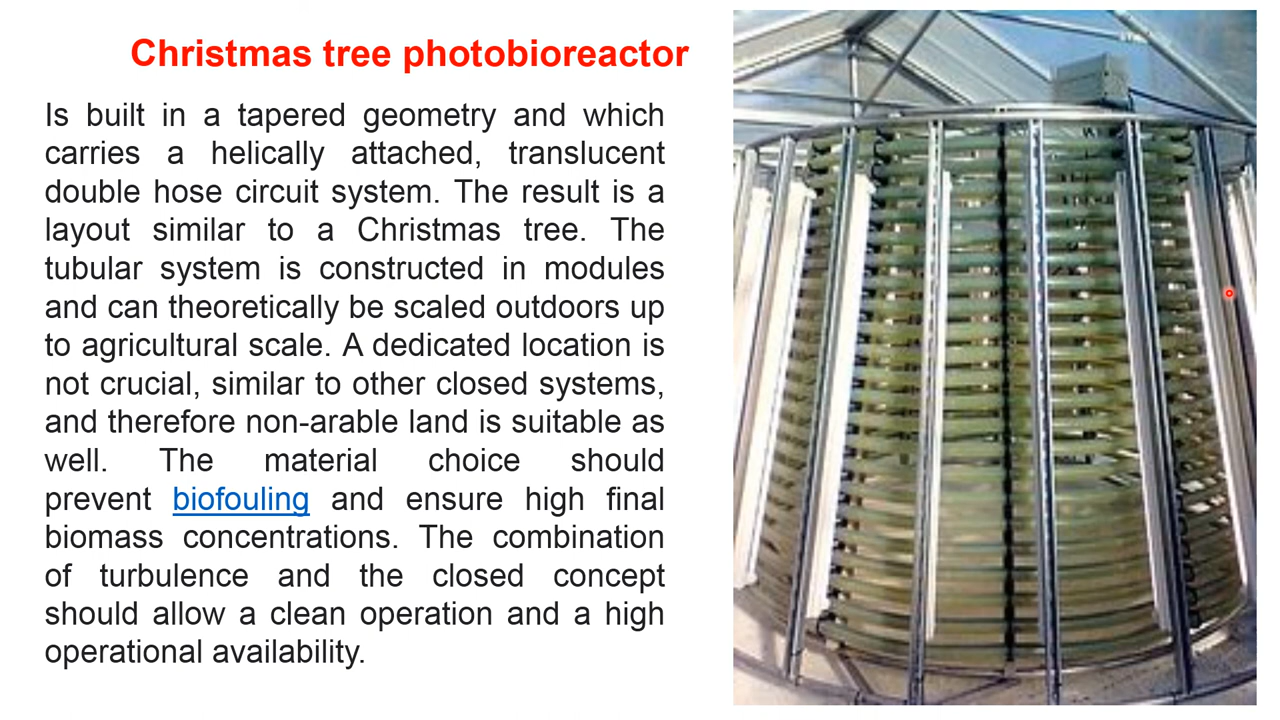 Christmas tree photobioreactor
Is built in a tapered geometry and which
carries a helically attached, translucent
double hose circuit system. The result is a
layout similar to a Christmas tree. The
tubular system is constructed in modules
and can theoretically be scaled outdoors up
to agricultural scale. A dedicated location is
not crucial, similar to other closed systems,
and therefore non-arable land is suitable as
well. The material choice should
prevent biofouling and ensure high final
biomass concentrations. The combination
of turbulence and the closed concept
should allow a clean operation and a high
operational availability.